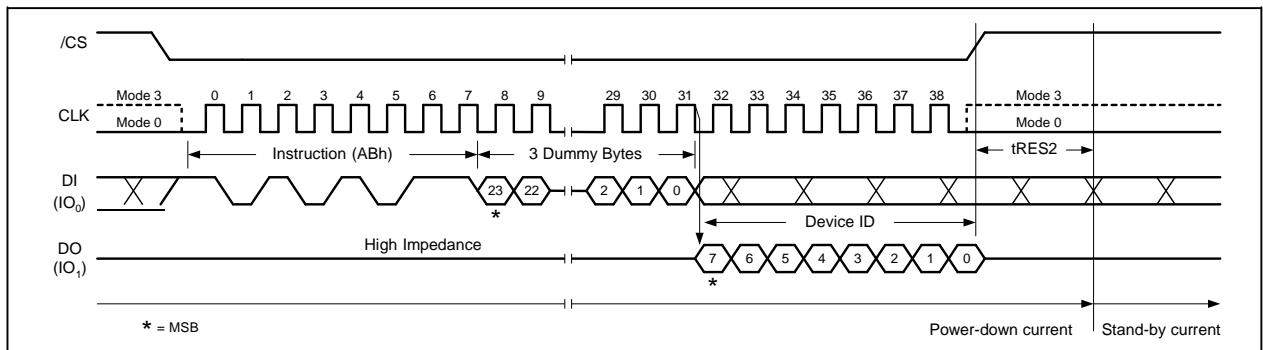 /CS
Mode 3 0 1 2 3 4 5 6 7 8 9 29 30 31 32 33 34 35 36 37 38 Mode 3
CLK
Mode 0 Mode 0
Instruction (ABh) 3 Dummy Bytes tRES2
DI
(IO0)
23 22 2 1 0
*
Device ID
High Impedance
DO
(IO1)
7 6 5 4 3 2 1 0
*
* = MSB
Power-down current Stand-by current